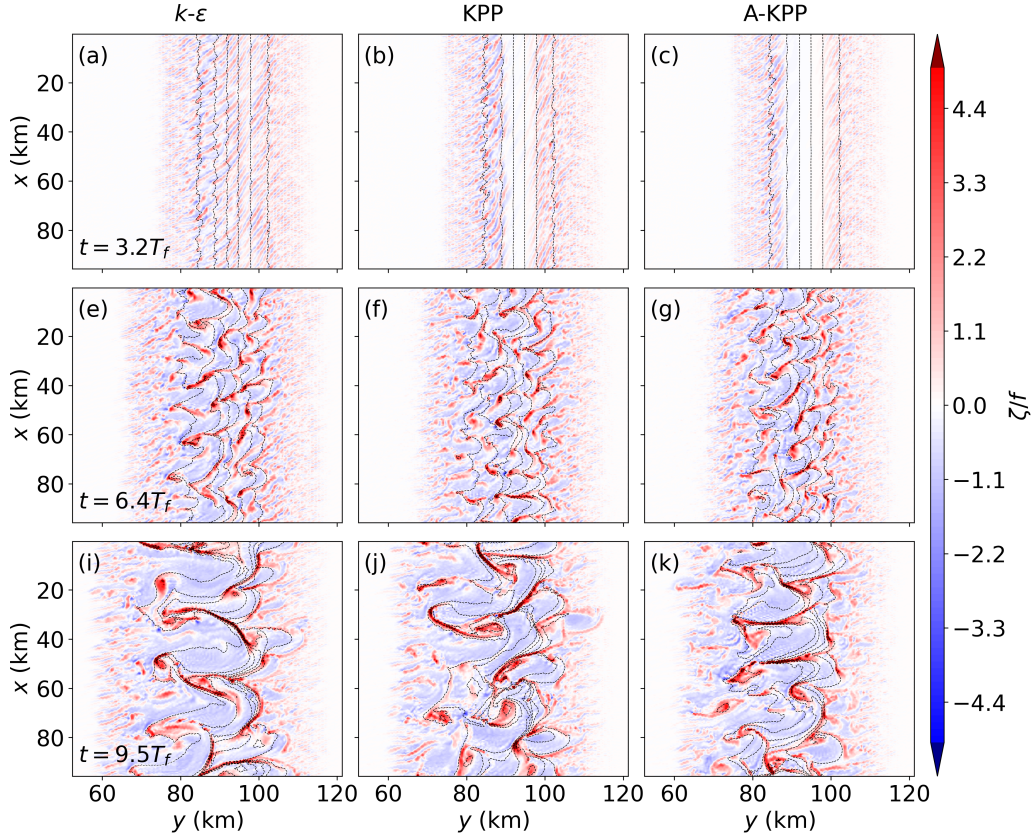 k-ε KPP A-KPP
(a) (b) (c)
20
40
60
80
x (km)
t = 3.2T_f
(e) (f) (g)
20
40
60
80
x (km)
t = 6.4T_f
(i) (j) (k)
20
40
60
80
x (km)
t = 9.5T_f
60 80 100 120 60 80 100 120 60 80 100 120
y (km) y (km) y (km)
4.4
3.3
2.2
1.1
0.0
−1.1
−2.2
−3.3
−4.4
ζ/f